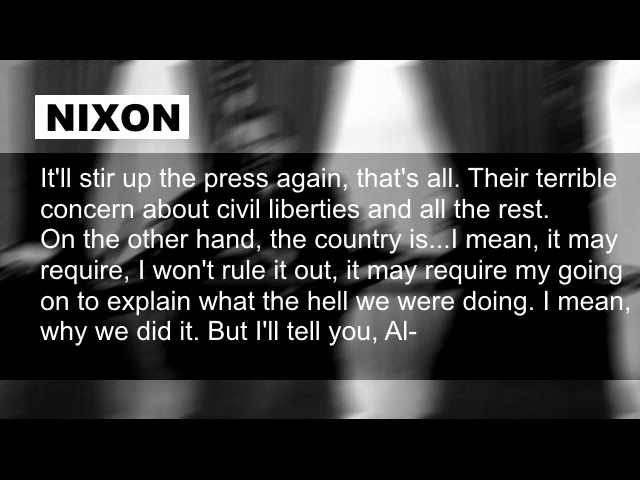 NIXON
It'll stir up the press again, that's all. Their terrible
concern about civil liberties and all the rest.
On the other hand, the country is...I mean, it may
require, I won't rule it out, it may require my going
on to explain what the hell we were doing. I mean,
why we did it. But I'll tell you, Al-